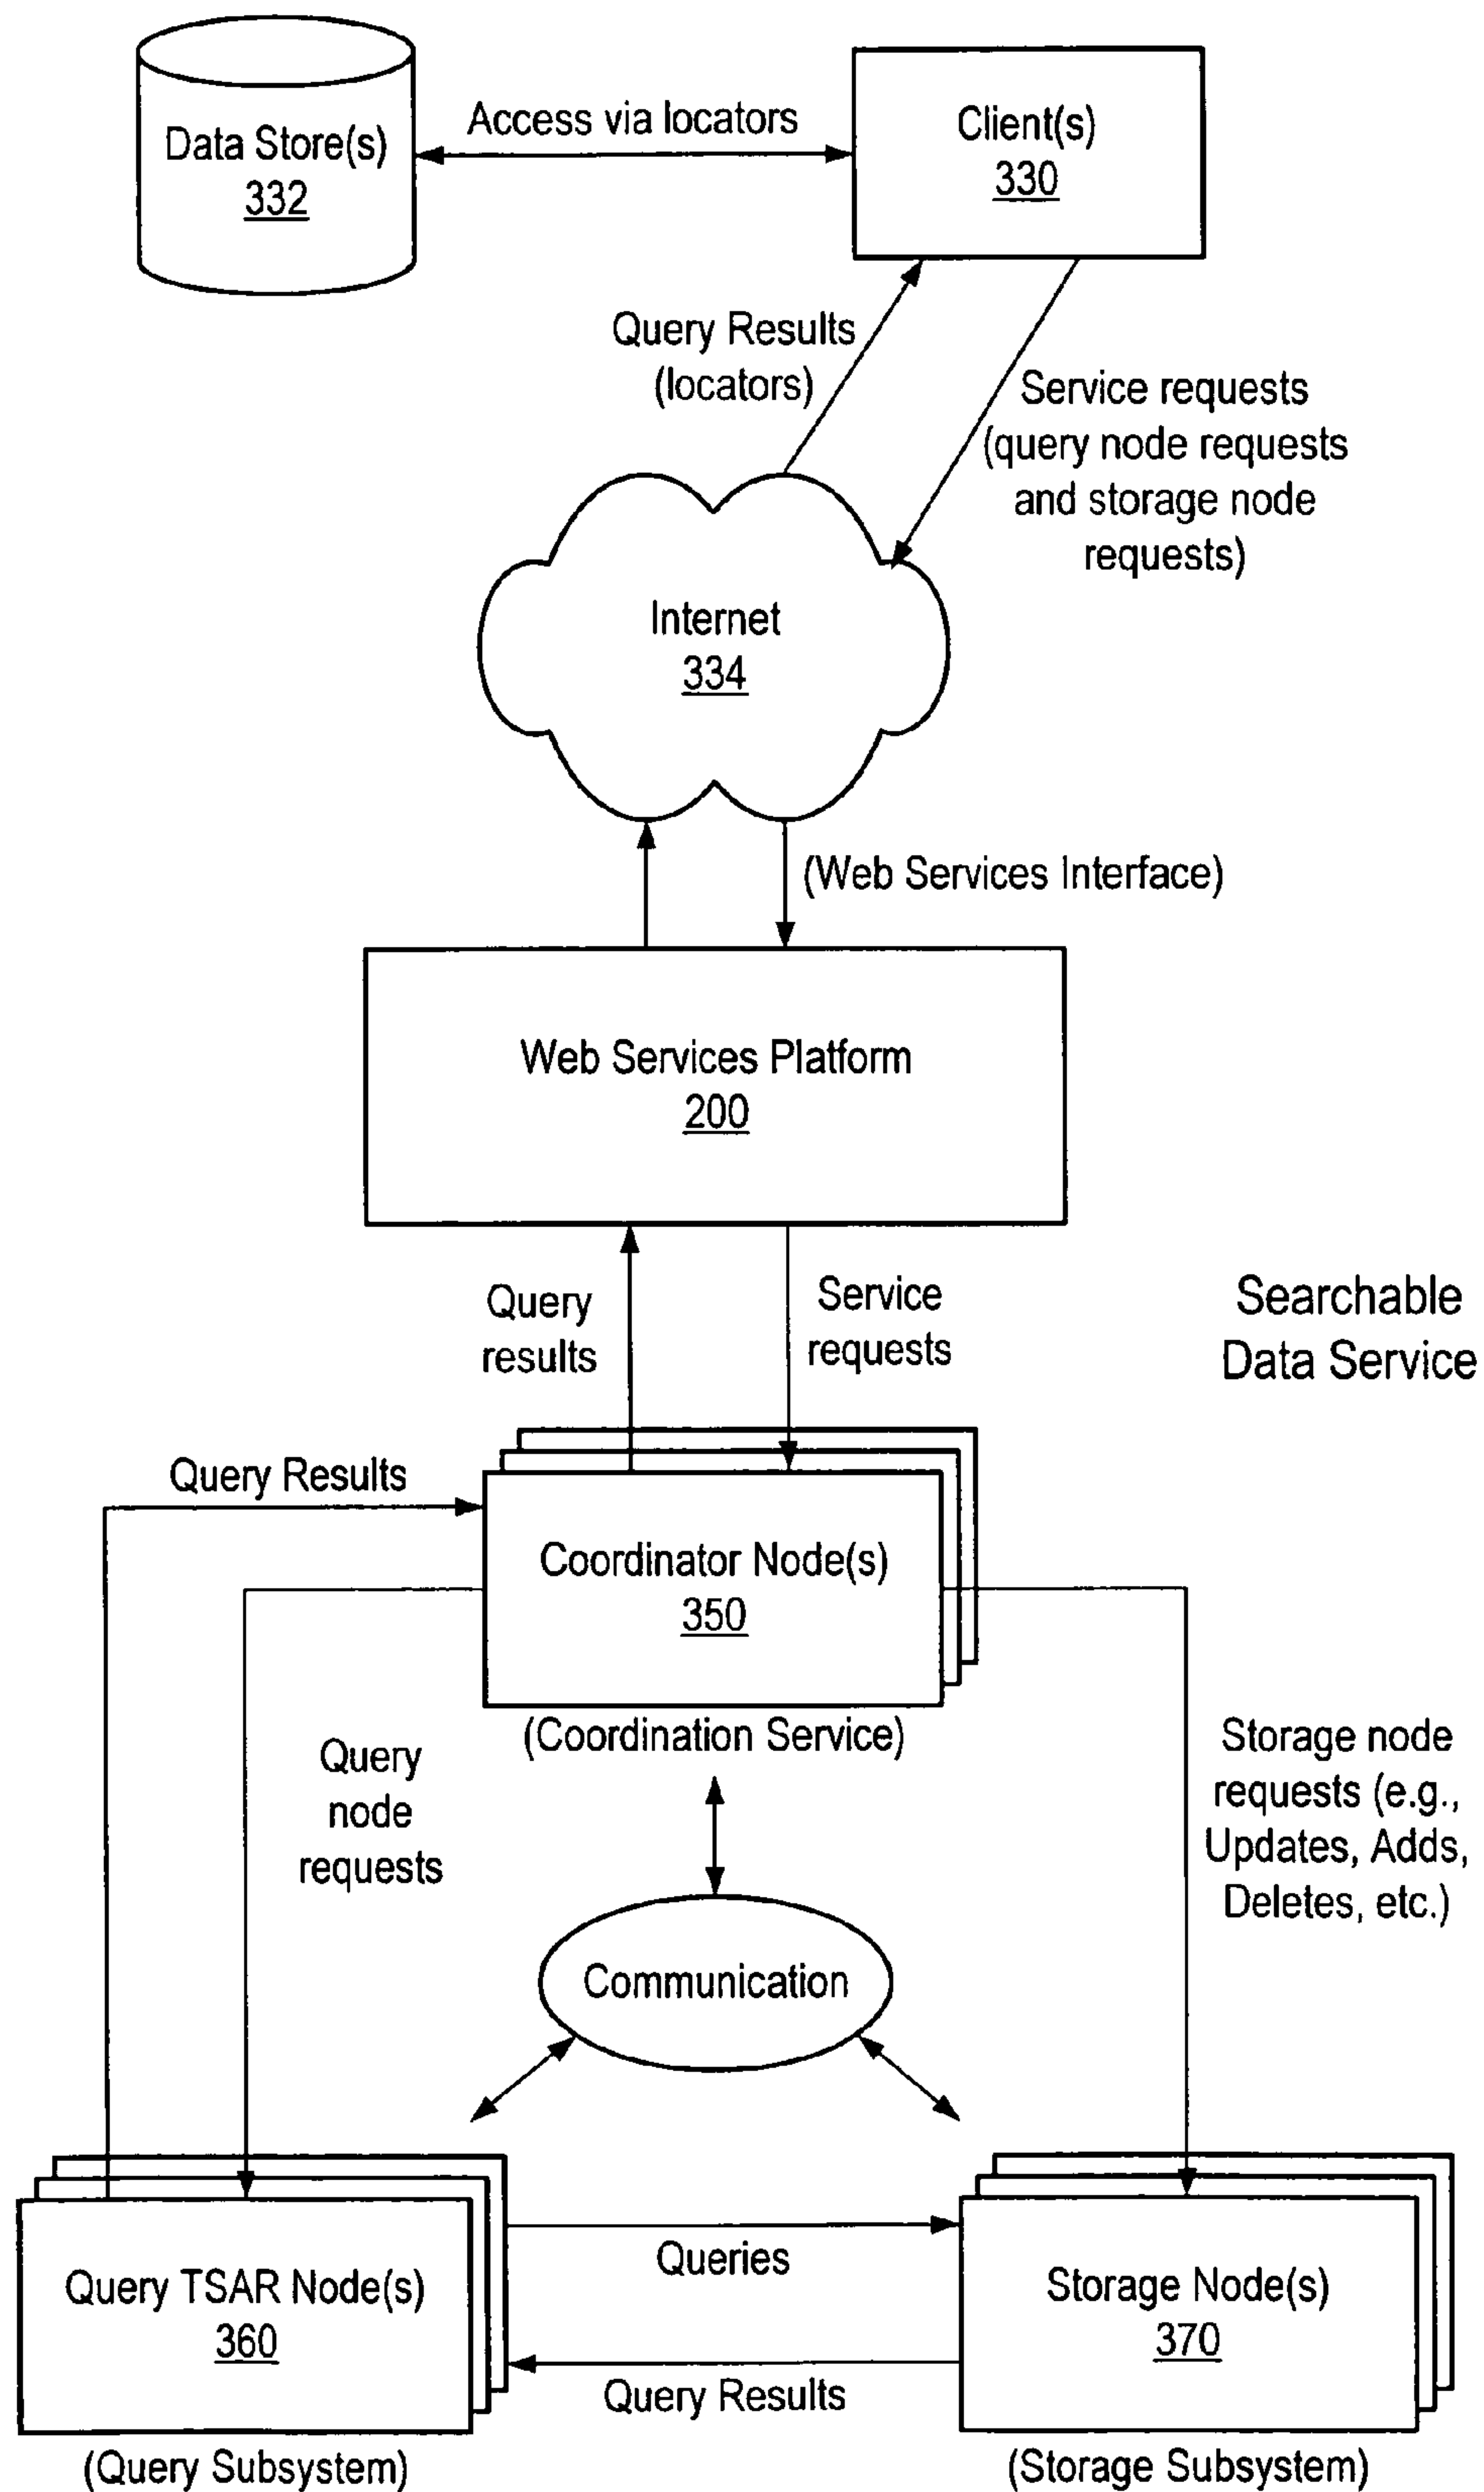 Data Store(s)
332
Access via locators
Client(s)
330
Query Results
(locators)
Service requests
(query node requests
and storage node
requests)
Internet
334
(Web Services Interface)
Web Services Platform
200
Query
results
Service
requests
Searchable
Data Service
Query Results
Coordinator Node(s)
350
(Coordination Service)
Query
node
requests
Storage node
requests (e.g.,
Updates, Adds,
Deletes, etc.)
Communication
Query TSAR Node(s)
360
Queries
Query Results
Storage Node(s)
370
(Query Subsystem)
(Storage Subsystem)